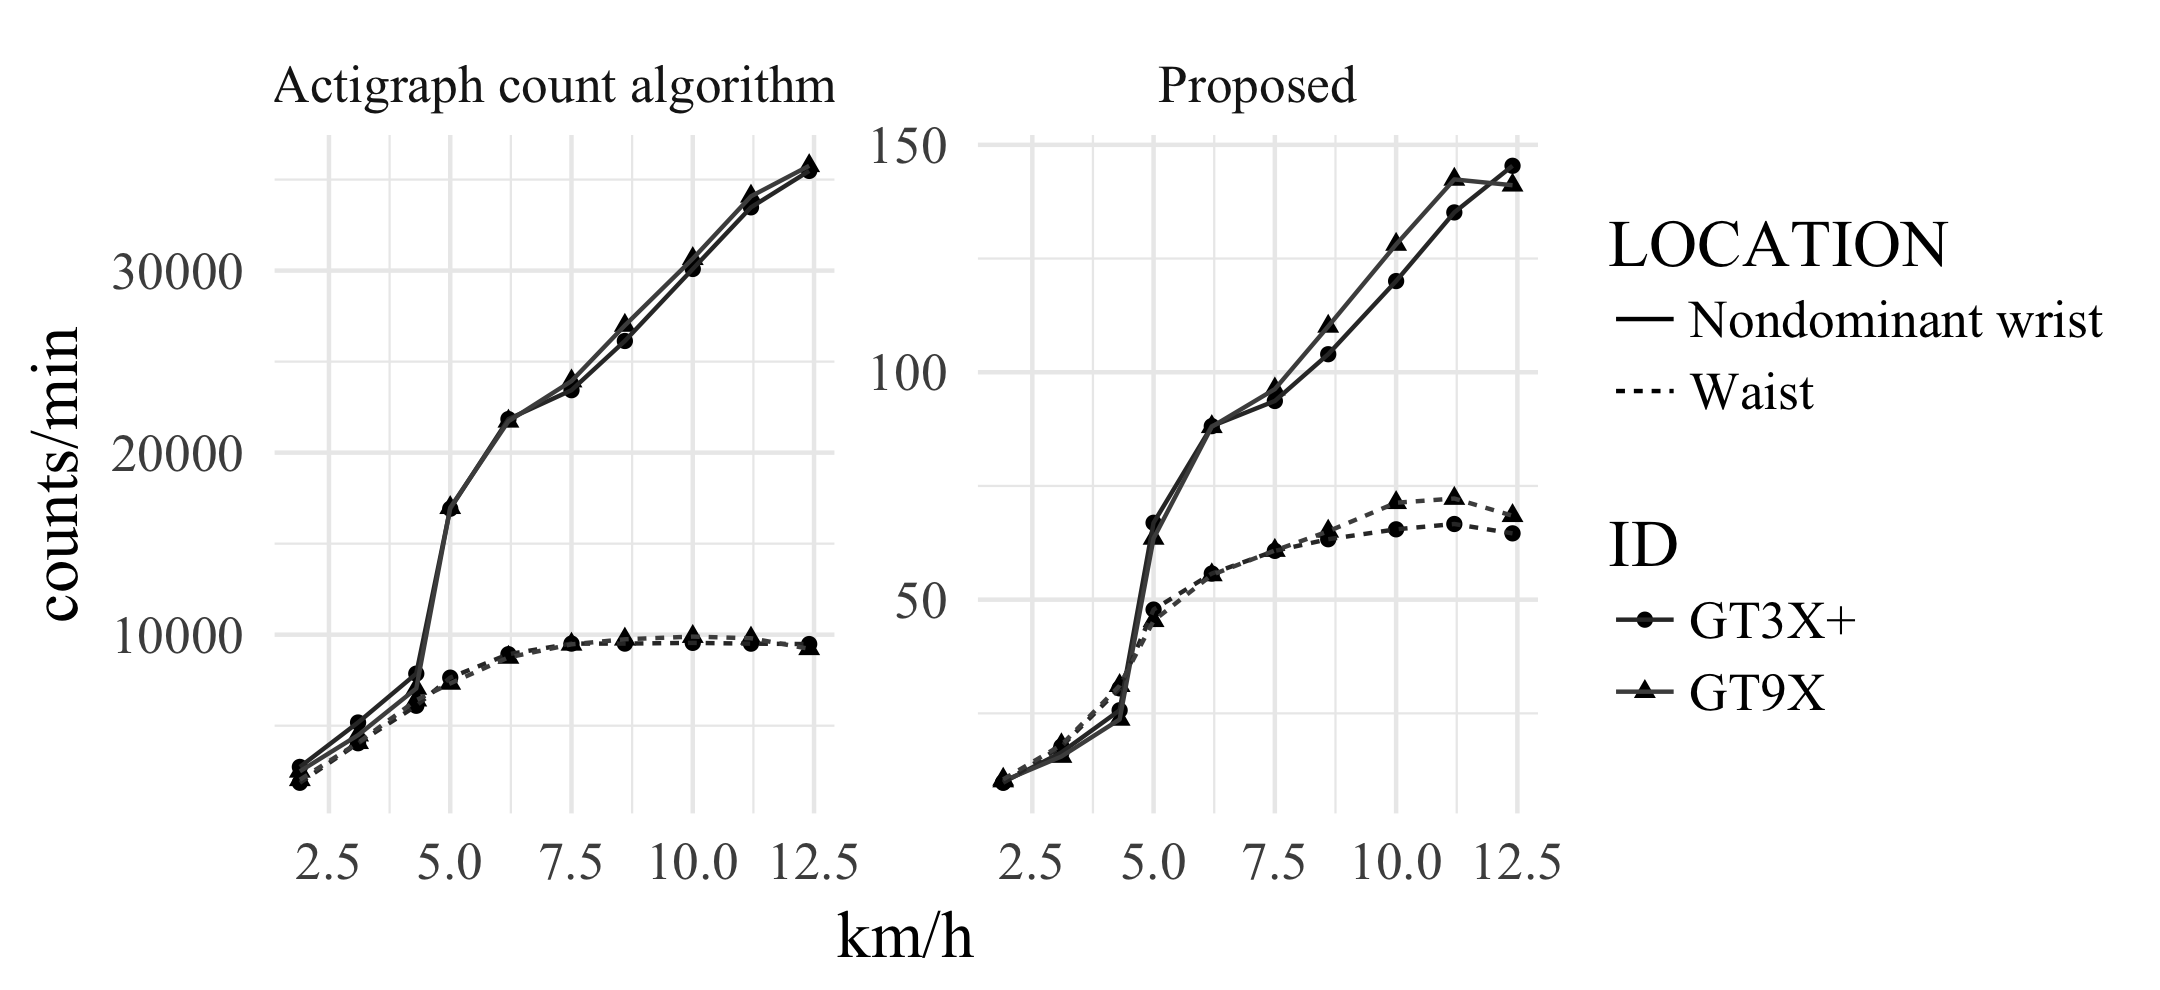 Actigraph count algorithm
Proposed
counts/min
30000
20000
10000
150
100
50
2.5 5.0 7.5 10.0 12.5
2.5 5.0 7.5 10.0 12.5
km/h
LOCATION
Nondominant wrist
Waist
ID
GT3X+
GT9X